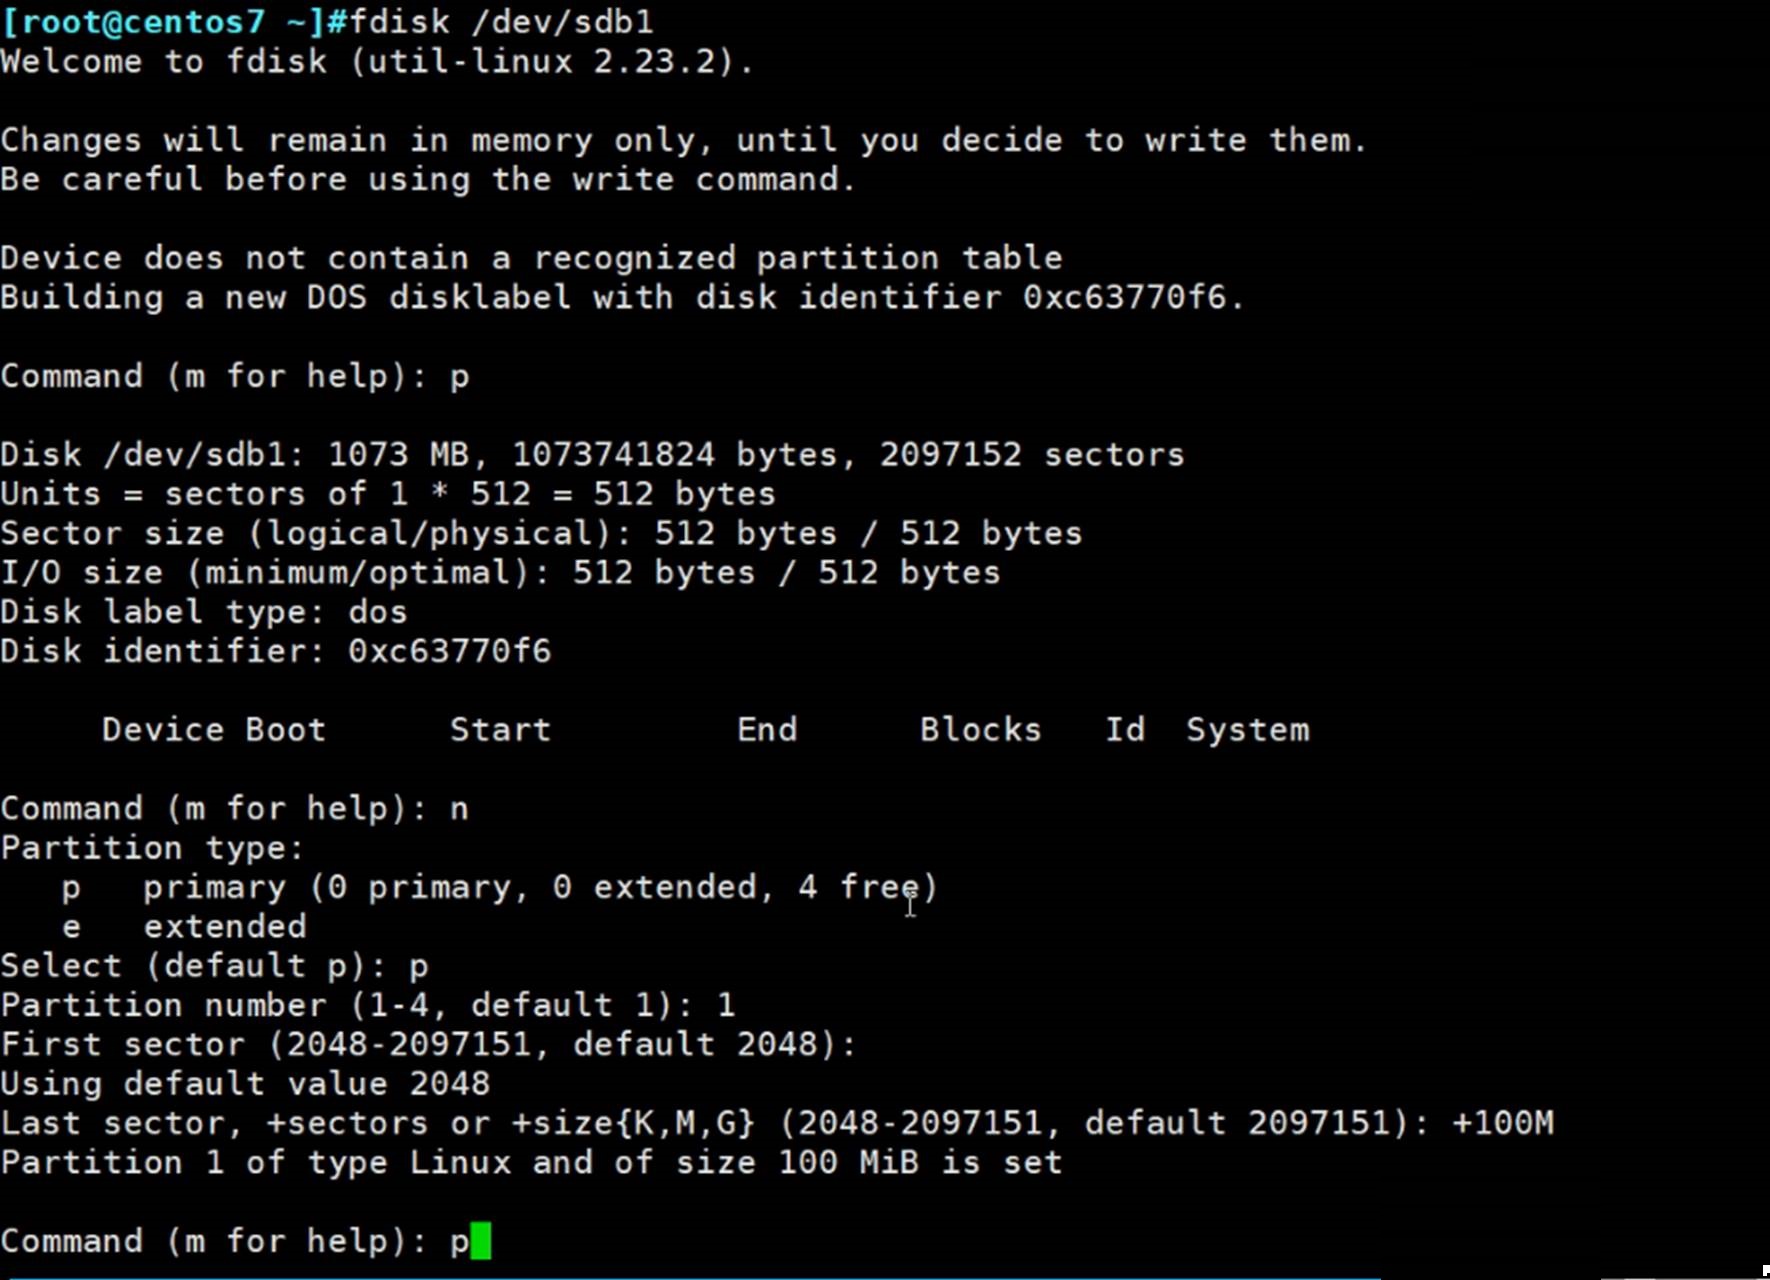 [root@centos7 ~]#fdisk /dev/sdb1
Welcome to fdisk (util-linux 2.23.2).
Changes will remain in memory only, until you decide to write them.
Be careful before using the write command.
Device does not contain a recognized partition table
Building a new DOS disklabel with disk identifier 0xc63770f6.
Command (m for help): p
Disk /dev/sdb1: 1073 MB, 1073741824 bytes, 2097152 sectors
Units = sectors of 1 * 512 = 512 bytes
Sector size (logical/physical): 512 bytes / 512 bytes
I/O size (minimum/optimal): 512 bytes / 512 bytes
Disk label type: dos
Disk identifier: 0xc63770f6
Device Boot      Start         End      Blocks   Id  System
Command (m for help): n
Partition type:
   p   primary (0 primary, 0 extended, 4 free)
   e   extended
Select (default p): p
Partition number (1-4, default 1): 1
First sector (2048-2097151, default 2048):
Using default value 2048
Last sector, +sectors or +size{K,M,G} (2048-2097151, default 2097151): +100M
Partition 1 of type Linux and of size 100 MiB is set
Command (m for help): p